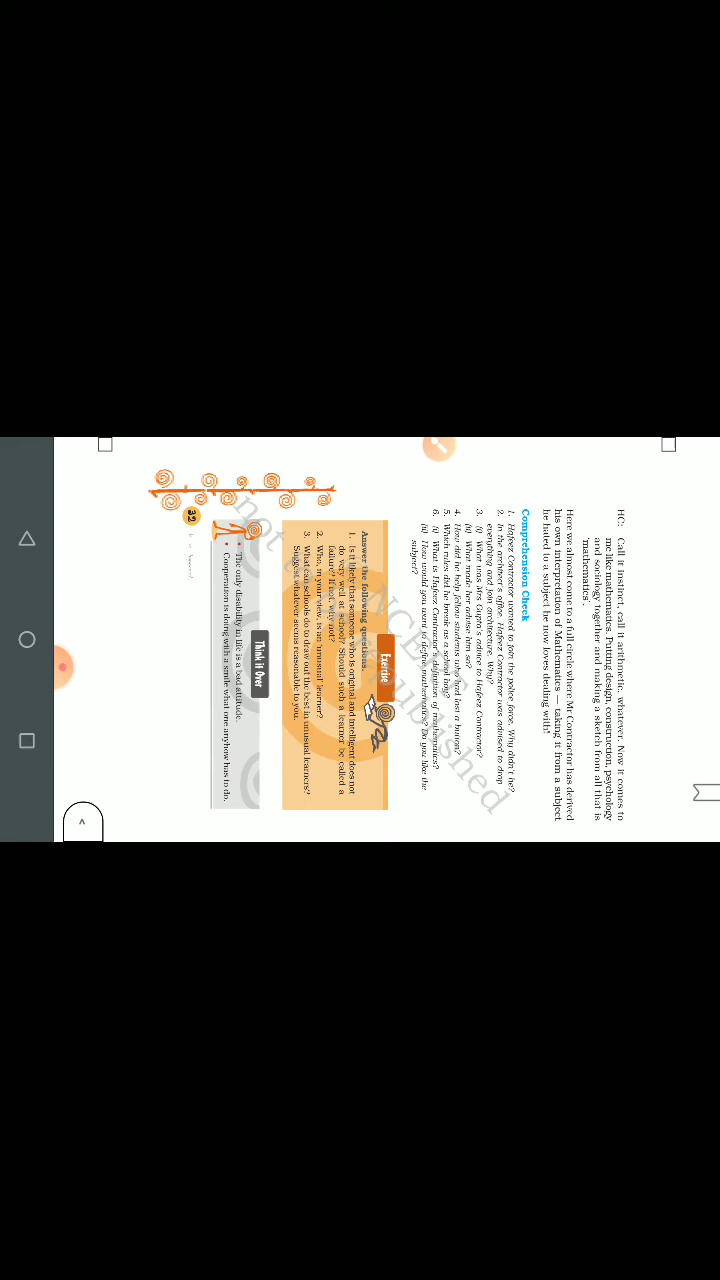 HC: Call it instinct, call it arithmetic, whatever. Now it comes to
me like mathematics. Putting design, construction, psychology
and sociology together and making a sketch from all that is
'mathematics'.
Here we almost come to a full circle where Mr Contractor has derived
his own interpretation of Mathematics — taking it from a subject
he hated to a subject he now loves dealing with!
Comprehension Check
1. Hafeez Contractor wanted to join the police force. Why didn't he?
2. In the architect's office, Hafeez Contractor was advised to drop
everything and join architecture. Why?
3. (i) What was Mrs Gupta's advice to Hafeez Contractor?
(ii) What made her advise him so?
4. How did he help fellow students who had lost a button?
5. Which rules did he break as a school boy?
6. (i) What is Hafeez Contractor's definition of mathematics?
(ii) How would you want to define mathematics? Do you like the
subject?
Exercise
Answer the following questions.
1. Is it likely that someone who is original and intelligent does not
do very well at school? Should such a learner be called a
failure? If not, why not?
2. Who, in your view, is an 'unusual' learner?
3. What can schools do to draw out the best in unusual learners?
Suggest whatever seems reasonable to you.
Think it Over
• The only disability in life is a bad attitude.
• Cooperation is doing with a smile what one anyhow has to do.
32
It so happened...
not to be republished